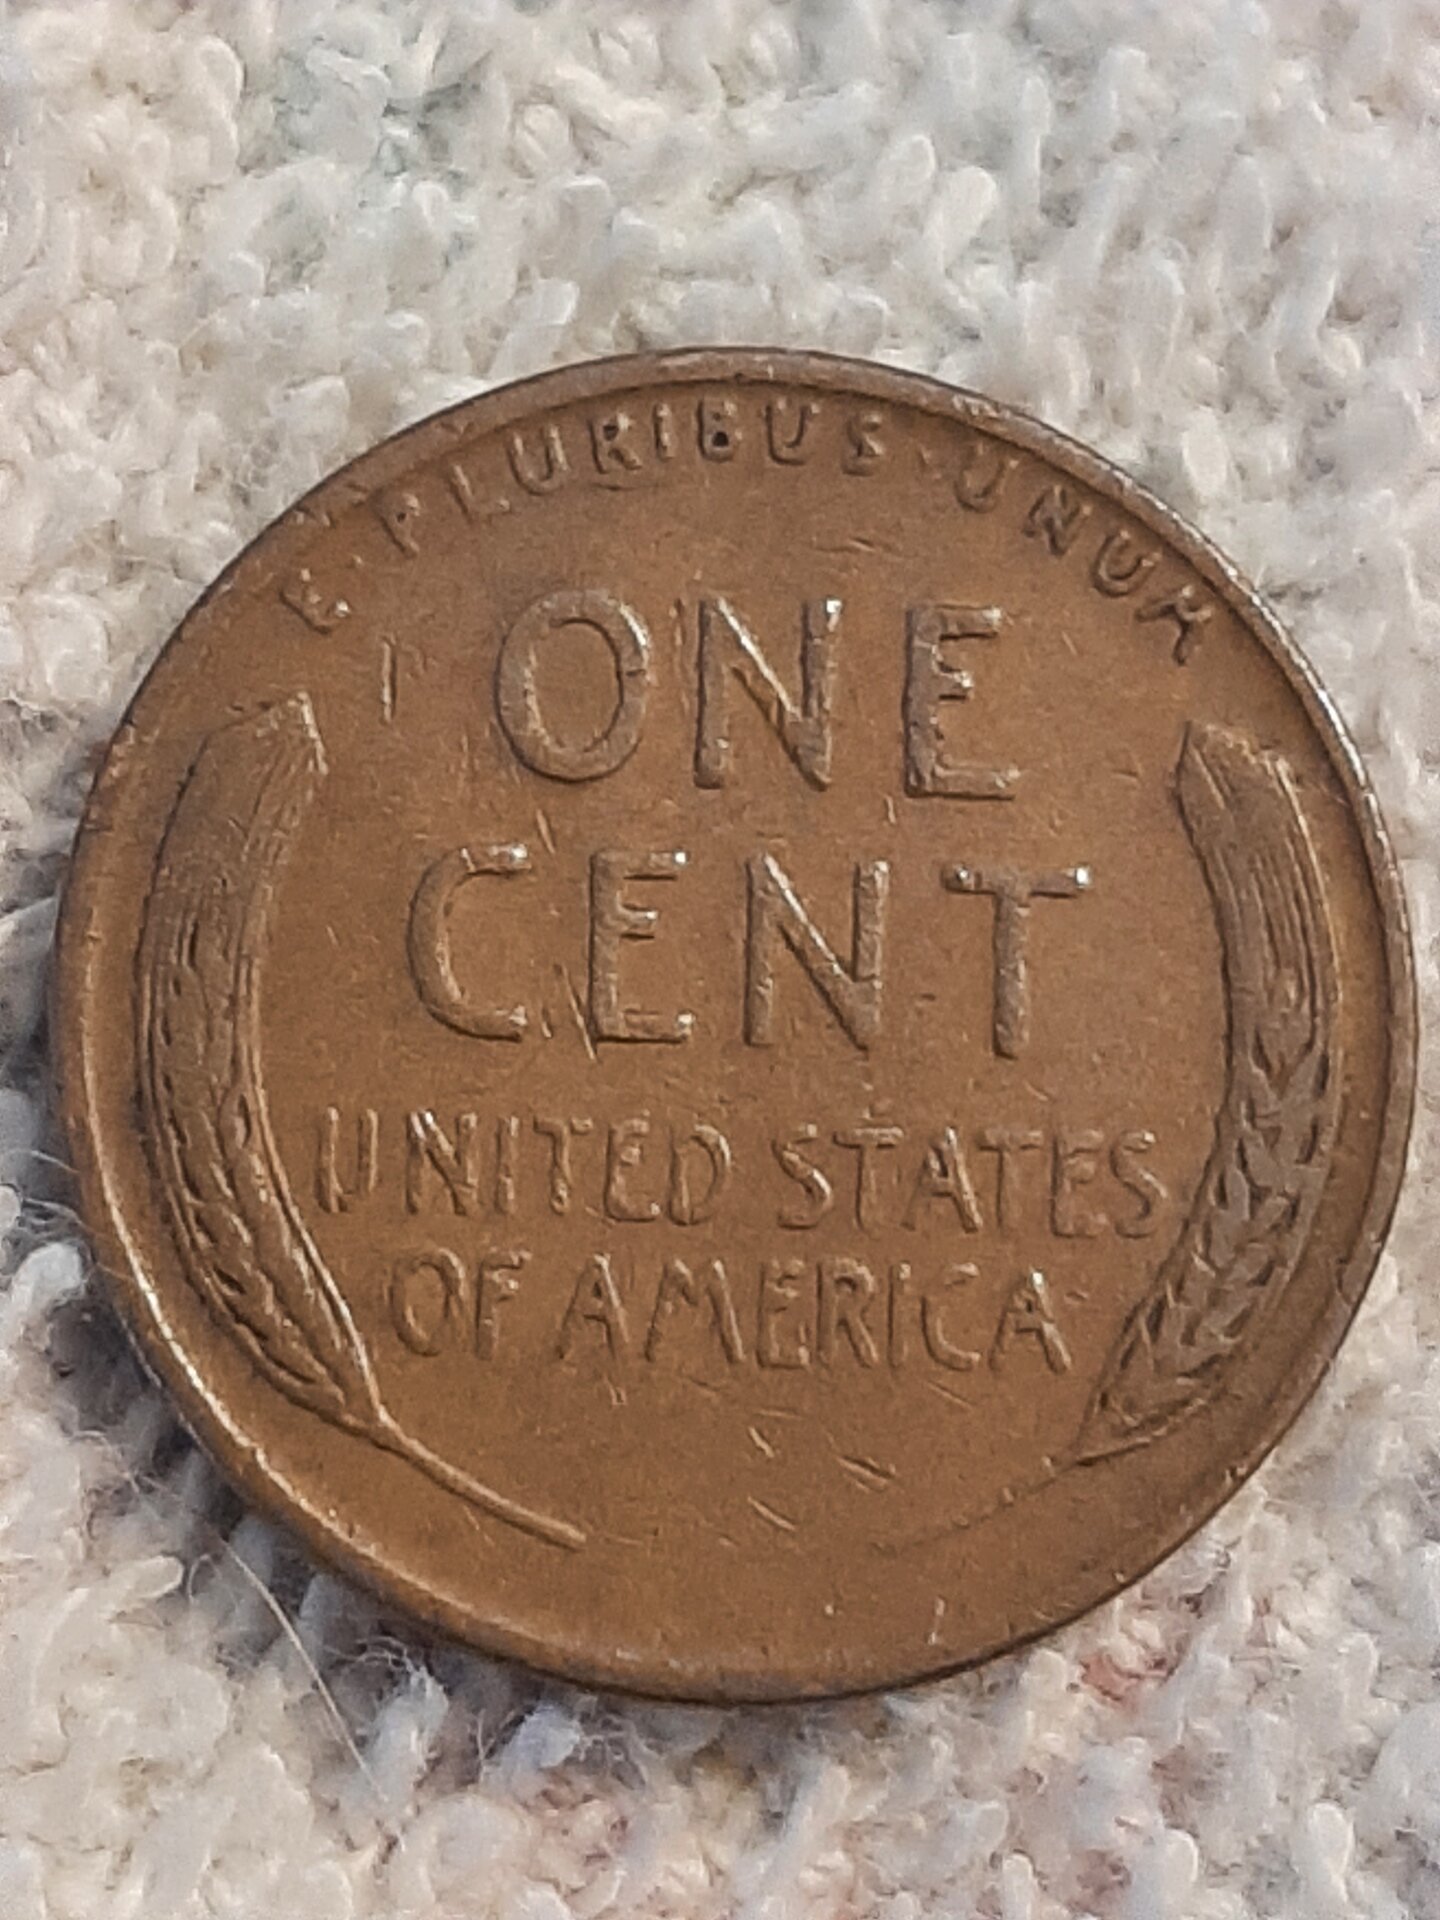 E·PLURIBUS·UNUM
ONE
CENT
UNITED STATES
OF AMERICA